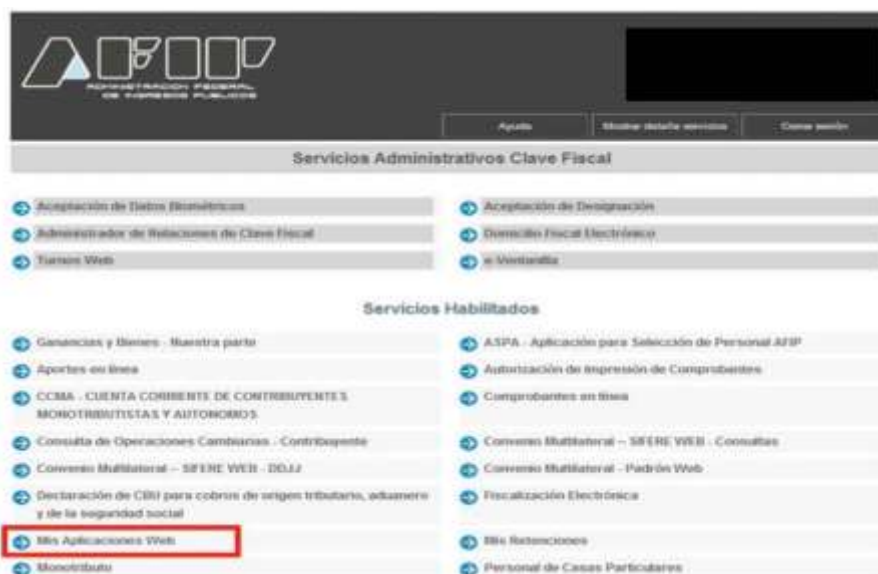 AFIP
ADMINISTRACION FEDERAL
DE INGRESOS PUBLICOS
Ayuda
Mostrar detalle servicios
Cerrar sesión
Servicios Administrativos Clave Fiscal
Aceptación de Datos Biométricos
Aceptación de Designación
Administrador de Relaciones de Clave Fiscal
Domicilio Fiscal Electrónico
Turnos Web
e-Ventanilla
Servicios Habilitados
Ganancias y Bienes - Nuestra parte
ASPA - Aplicación para Selección de Personal AFIP
Aportes en línea
Autorización de Impresión de Comprobantes
CCMA - CUENTA CORRIENTE DE CONTRIBUYENTES
MONOTRIBUTISTAS Y AUTONOMOS
Comprobantes en línea
Consulta de Operaciones Cambiarias - Contribuyente
Convenio Multilateral – SIFERE WEB - Consultas
Convenio Multilateral – SIFERE WEB - DDJJ
Convenio Multilateral - Padrón Web
Declaración de CBU para cobros de origen tributario, aduanero
y de la seguridad social
Fiscalización Electrónica
Mis Aplicaciones Web
Mis Retenciones
Monotributo
Personal de Casas Particulares